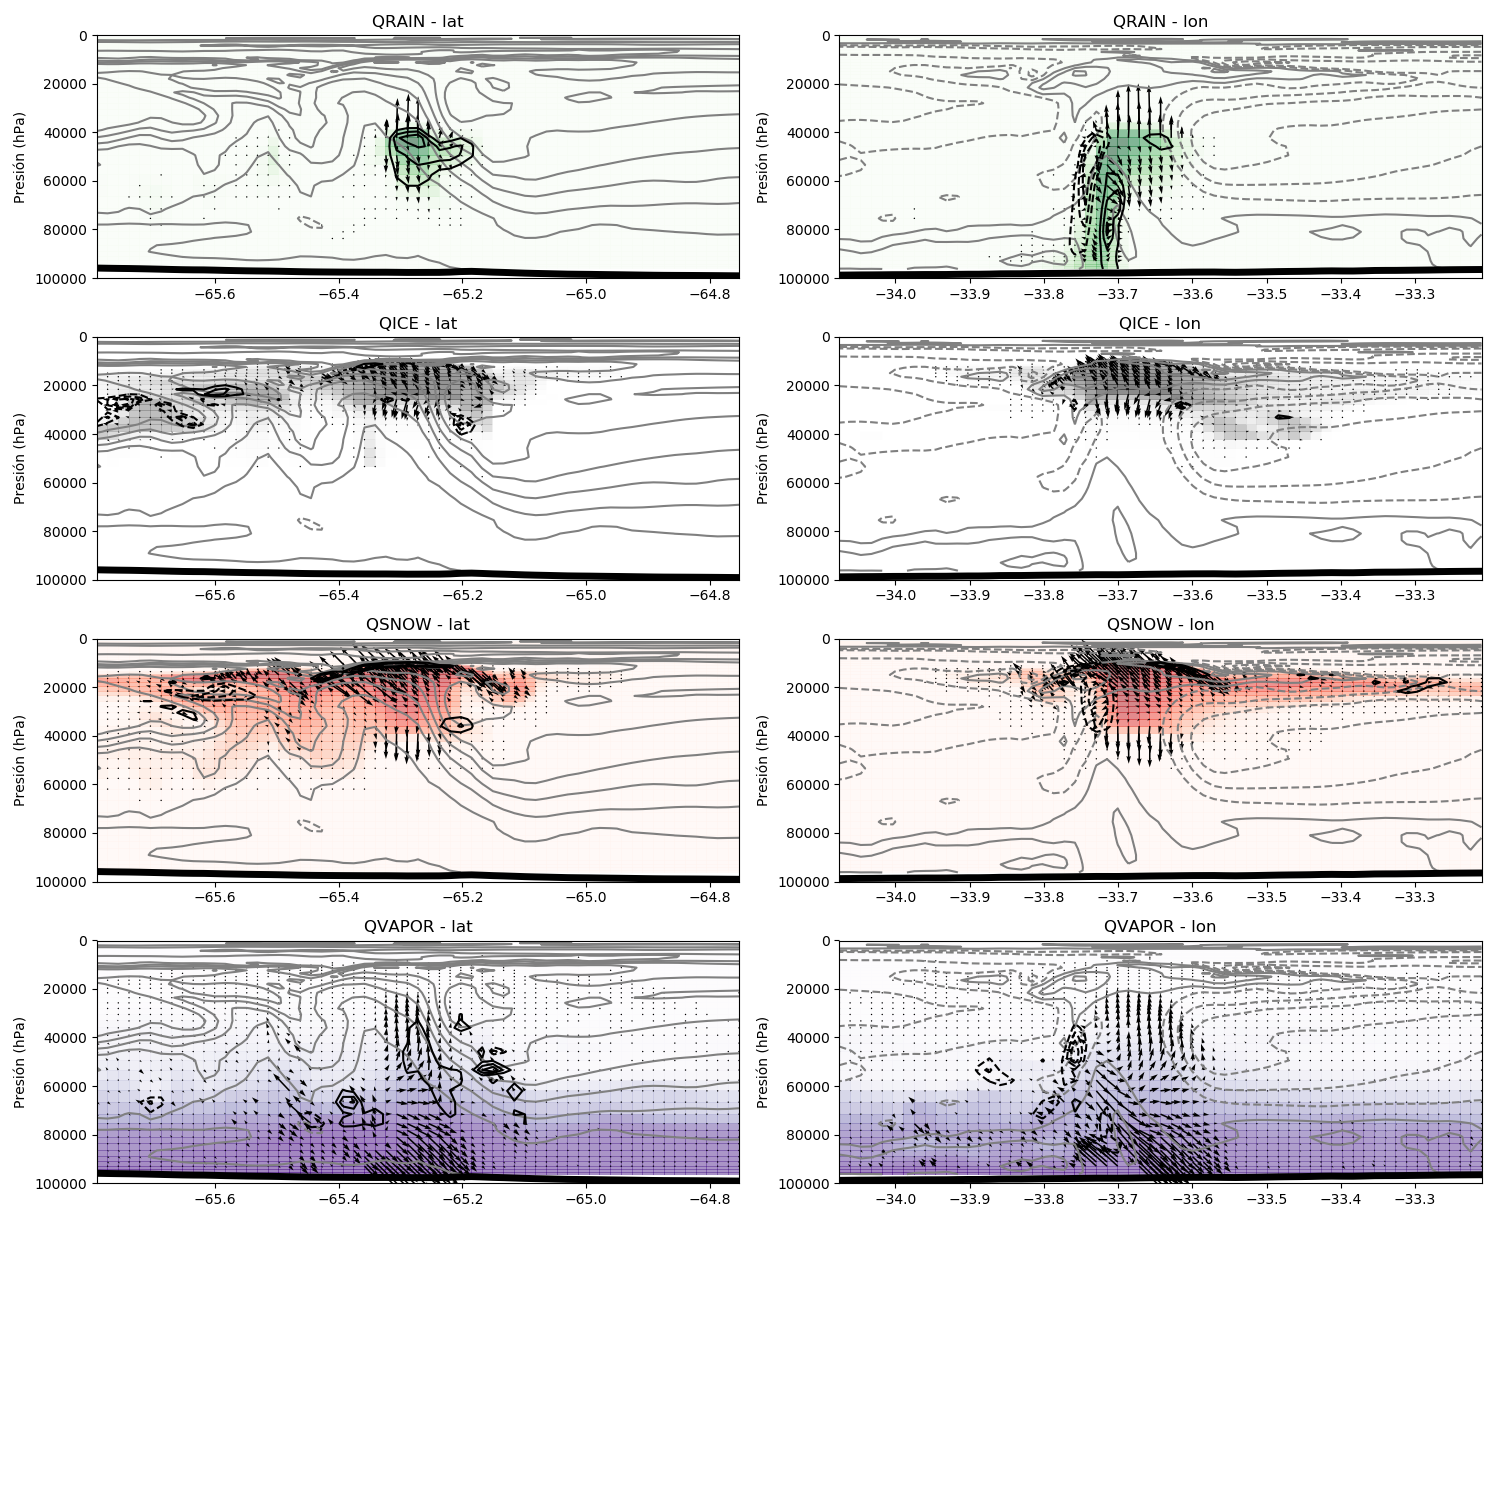 QRAIN - lat
QRAIN - lon
0
20000
40000
60000
80000
100000
Presión (hPa)
−65.6 −65.4 −65.2 −65.0 −64.8
0
20000
40000
60000
80000
100000
Presión (hPa)
−34.0 −33.9 −33.8 −33.7 −33.6 −33.5 −33.4 −33.3
QICE - lat
QICE - lon
0
20000
40000
60000
80000
100000
Presión (hPa)
−65.6 −65.4 −65.2 −65.0 −64.8
0
20000
40000
60000
80000
100000
Presión (hPa)
−34.0 −33.9 −33.8 −33.7 −33.6 −33.5 −33.4 −33.3
QSNOW - lat
QSNOW - lon
0
20000
40000
60000
80000
100000
Presión (hPa)
−65.6 −65.4 −65.2 −65.0 −64.8
0
20000
40000
60000
80000
100000
Presión (hPa)
−34.0 −33.9 −33.8 −33.7 −33.6 −33.5 −33.4 −33.3
QVAPOR - lat
QVAPOR - lon
0
20000
40000
60000
80000
100000
Presión (hPa)
−65.6 −65.4 −65.2 −65.0 −64.8
0
20000
40000
60000
80000
100000
Presión (hPa)
−34.0 −33.9 −33.8 −33.7 −33.6 −33.5 −33.4 −33.3